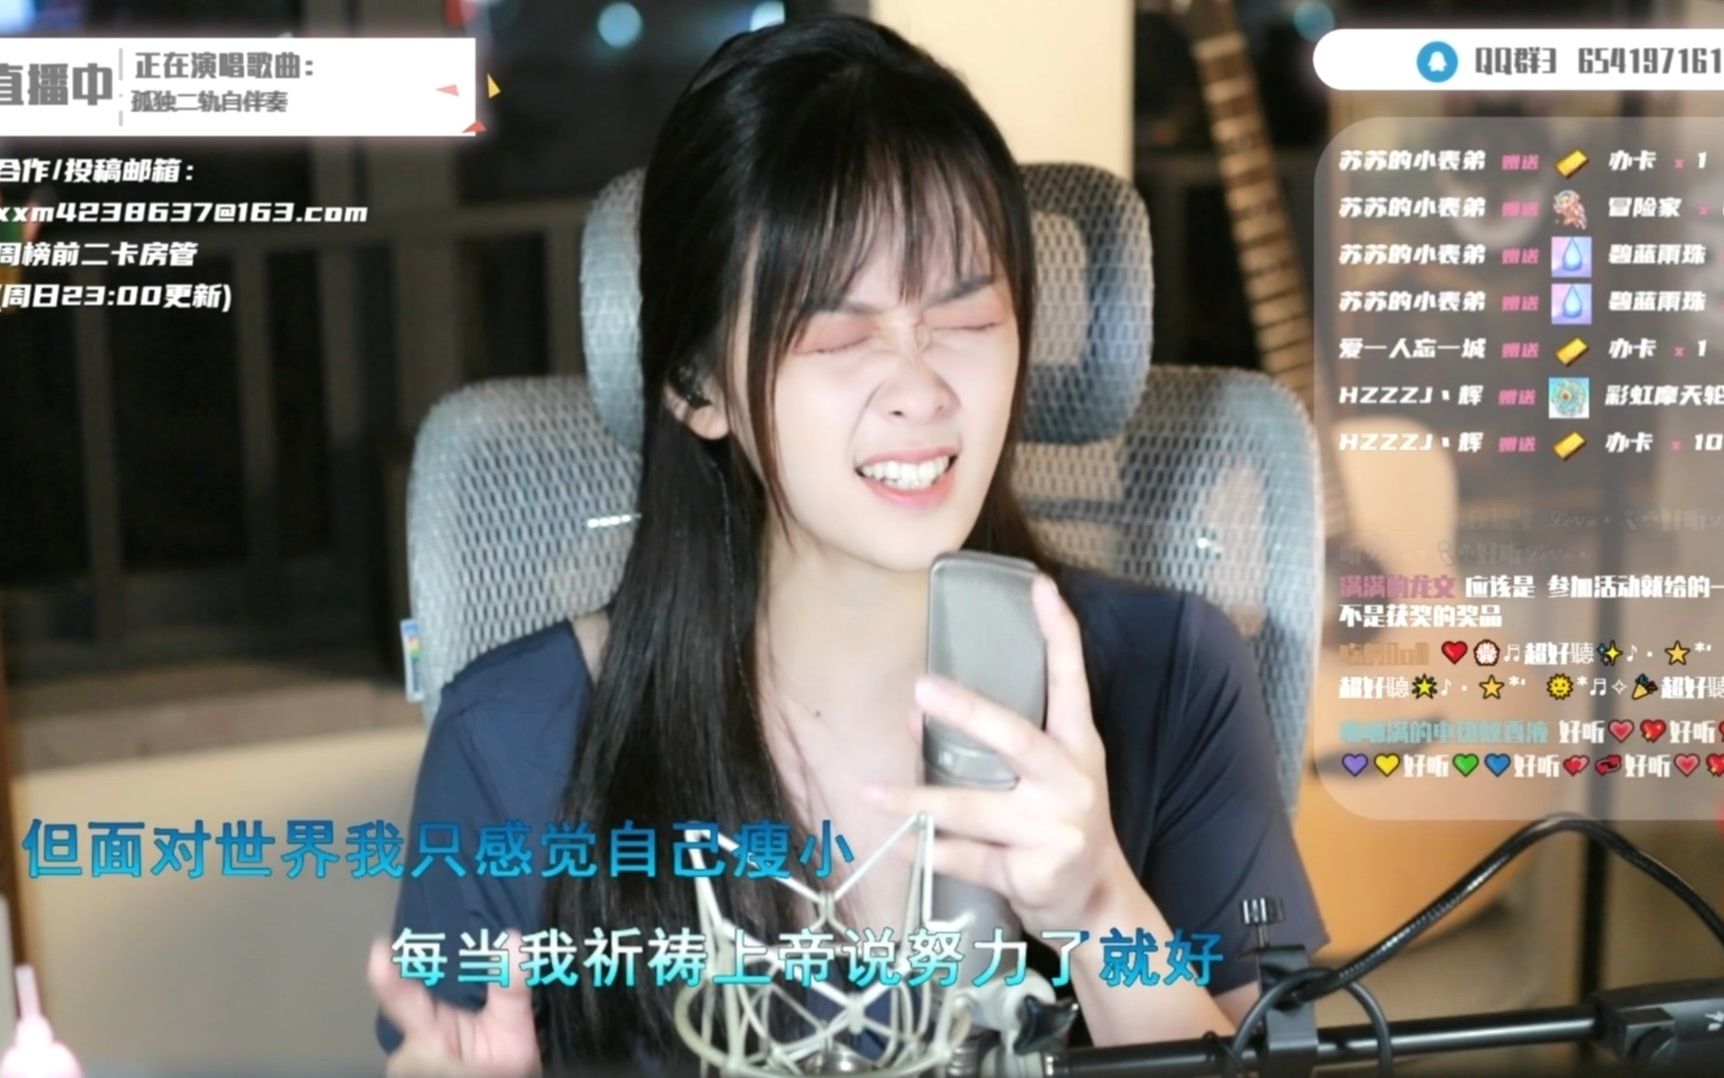 直播中
正在演唱歌曲：
孤独二轨自伴奏
合作/投稿邮箱：
xxm4238637@163.com
周榜前二卡房管
(周日23:00更新)
QQ群3 654197161
苏苏的小表弟 赠送 办卡 x 1
苏苏的小表弟 赠送 冒险家 x
苏苏的小表弟 赠送 碧蓝雨珠
苏苏的小表弟 赠送 碧蓝雨珠
爱一人忘一城 赠送 办卡 x 1
HZZZJ丶辉 赠送 彩虹摩天轮
HZZZJ丶辉 赠送 办卡 x 10
满满的龙文 应该是 参加活动就给的一
不是获奖的奖品
❤️🍘♬超好聽✨♪·⭐*"
超好聽🌟♪·⭐*" 🌞*♬✧🎉超好聽
好听💗💖好听
💜💛好听💚💙好听💕💞好听💗💖
但面对世界我只感觉自己瘦小
每当我祈祷上帝说努力了就好